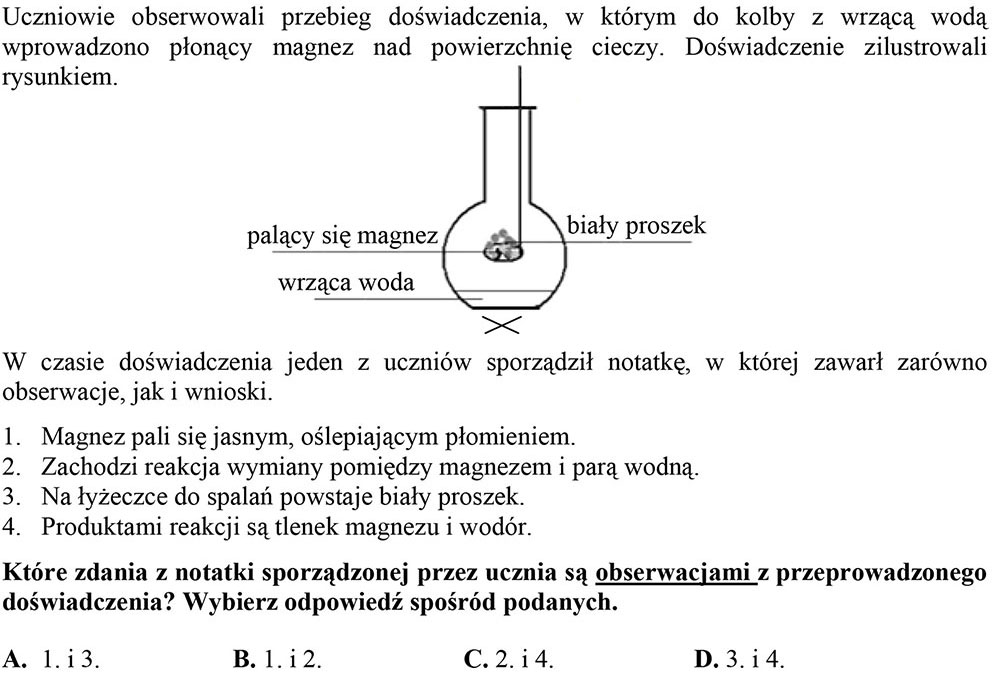 Uczniowie obserwowali przebieg doświadczenia, w którym do kolby z wrzącą wodą
wprowadzono płonący magnez nad powierzchnię cieczy. Doświadczenie zilustrowali
rysunkiem.
biały proszek
palący się magnez
wrząca woda
W czasie doświadczenia jeden z uczniów sporządził notatkę, w której zawarł zarówno
obserwacje, jak i wnioski.
1. Magnez pali się jasnym, oślepiającym płomieniem.
2. Zachodzi reakcja wymiany pomiędzy magnezem i parą wodną.
3. Na łyżeczce do spalań powstaje biały proszek.
4. Produktami reakcji są tlenek magnezu i wodór.
Które zdania z notatki sporządzonej przez ucznia są obserwacjami z przeprowadzonego
doświadczenia? Wybierz odpowiedź spośród podanych.
A. 1. i 3. B. 1. i 2. C. 2. i 4. D. 3. i 4.